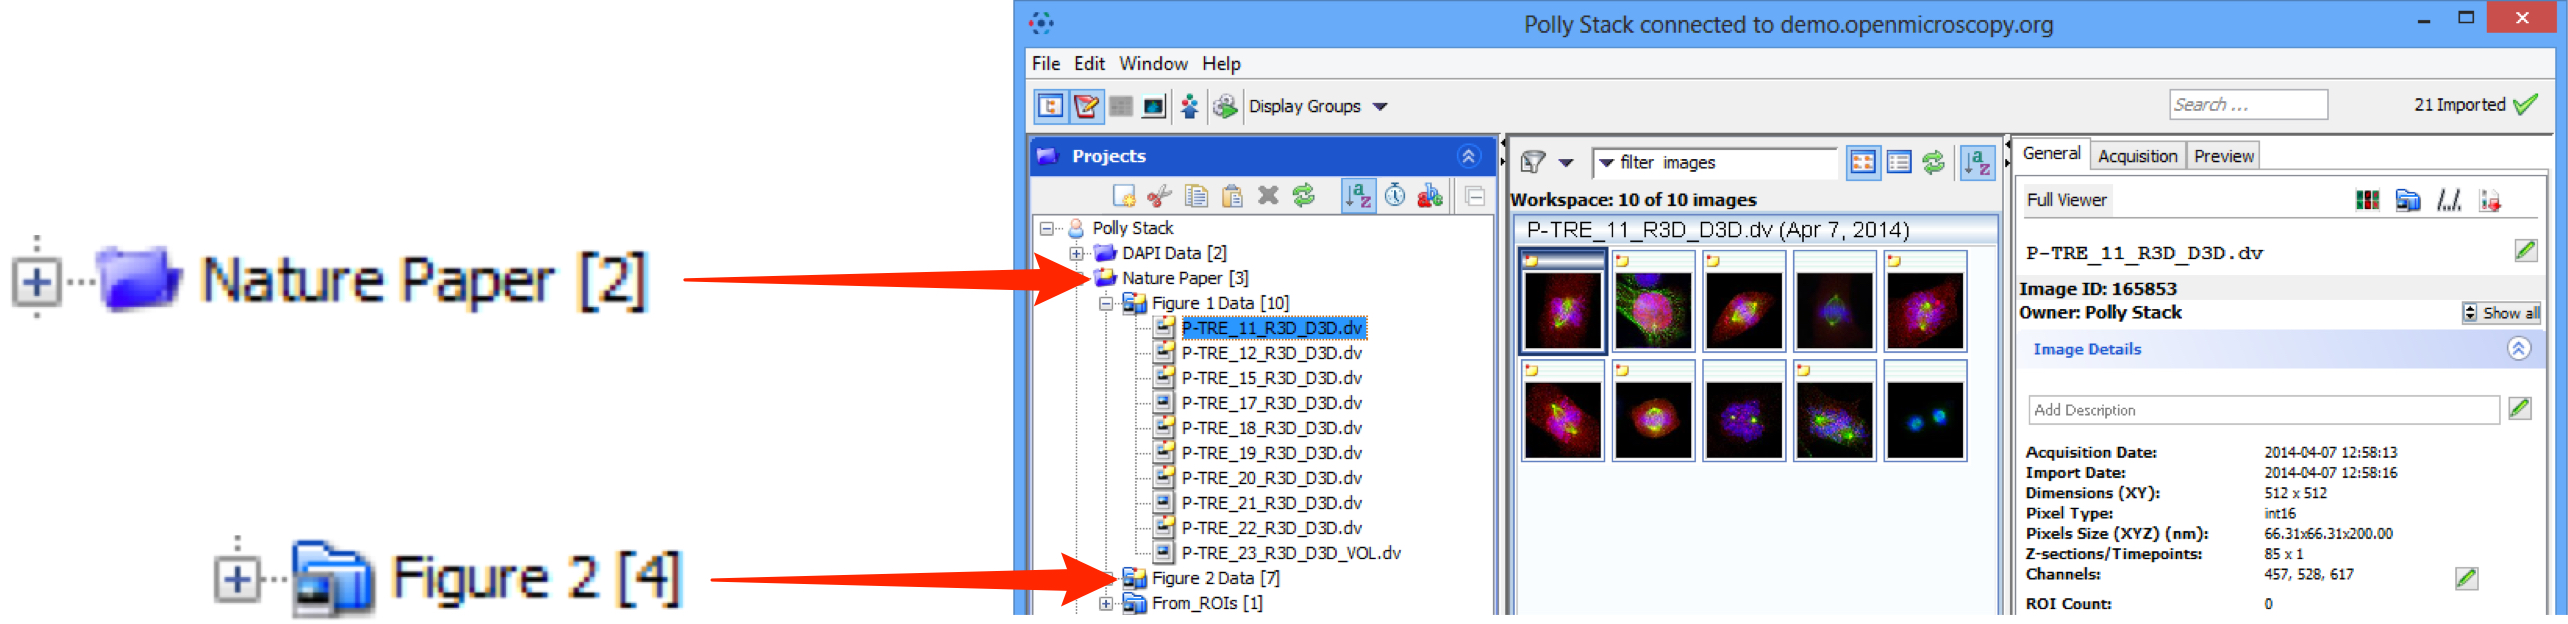 Nature Paper [2]
Figure 2 [4]
Polly Stack connected to demo.openmicroscopy.org
File Edit Window Help
Display Groups
Search ...
21 Imported
Projects
Polly Stack
DAPI Data [2]
Nature Paper [3]
Figure 1 Data [10]
P-TRE_11_R3D_D3D.dv
P-TRE_12_R3D_D3D.dv
P-TRE_15_R3D_D3D.dv
P-TRE_17_R3D_D3D.dv
P-TRE_18_R3D_D3D.dv
P-TRE_19_R3D_D3D.dv
P-TRE_20_R3D_D3D.dv
P-TRE_21_R3D_D3D.dv
P-TRE_22_R3D_D3D.dv
P-TRE_23_R3D_D3D_VOL.dv
Figure 2 Data [7]
From_ROIs [1]
filter images
Workspace: 10 of 10 images
P-TRE_11_R3D_D3D.dv (Apr 7, 2014)
General Acquisition Preview
Full Viewer
P-TRE_11_R3D_D3D.dv
Image ID: 165853
Owner: Polly Stack
Show all
Image Details
Add Description
Acquisition Date: 2014-04-07 12:58:13
Import Date: 2014-04-07 12:58:16
Dimensions (XY): 512 x 512
Pixel Type: int16
Pixels Size (XYZ) (nm): 66.31x66.31x200.00
Z-sections/Timepoints: 85 x 1
Channels: 457, 528, 617
ROI Count: 0